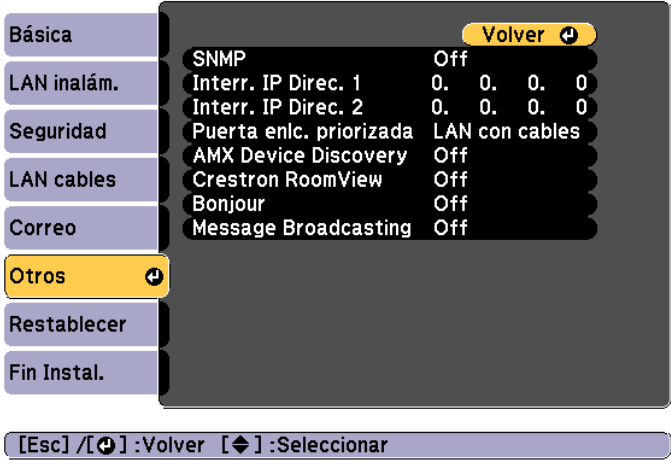 Básica
LAN inalám.
Seguridad
LAN cables
Correo
Otros
Restablecer
Fin Instal.
Volver
SNMP Off
Interr. IP Direc. 1 0. 0. 0. 0
Interr. IP Direc. 2 0. 0. 0. 0
Puerta enlc. priorizada LAN con cables
AMX Device Discovery Off
Crestron RoomView Off
Bonjour Off
Message Broadcasting Off
[Esc] /[⏎] :Volver [◆] :Seleccionar